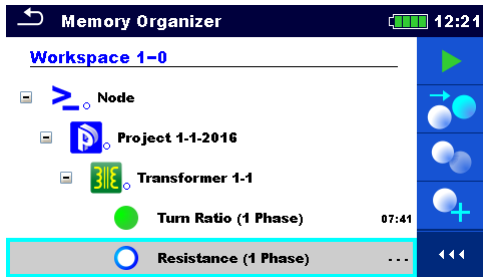 Memory Organizer 12:21
Workspace 1-0
Node
Project 1-1-2016
Transformer 1-1
Turn Ratio (1 Phase) 07:41
Resistance (1 Phase) ---